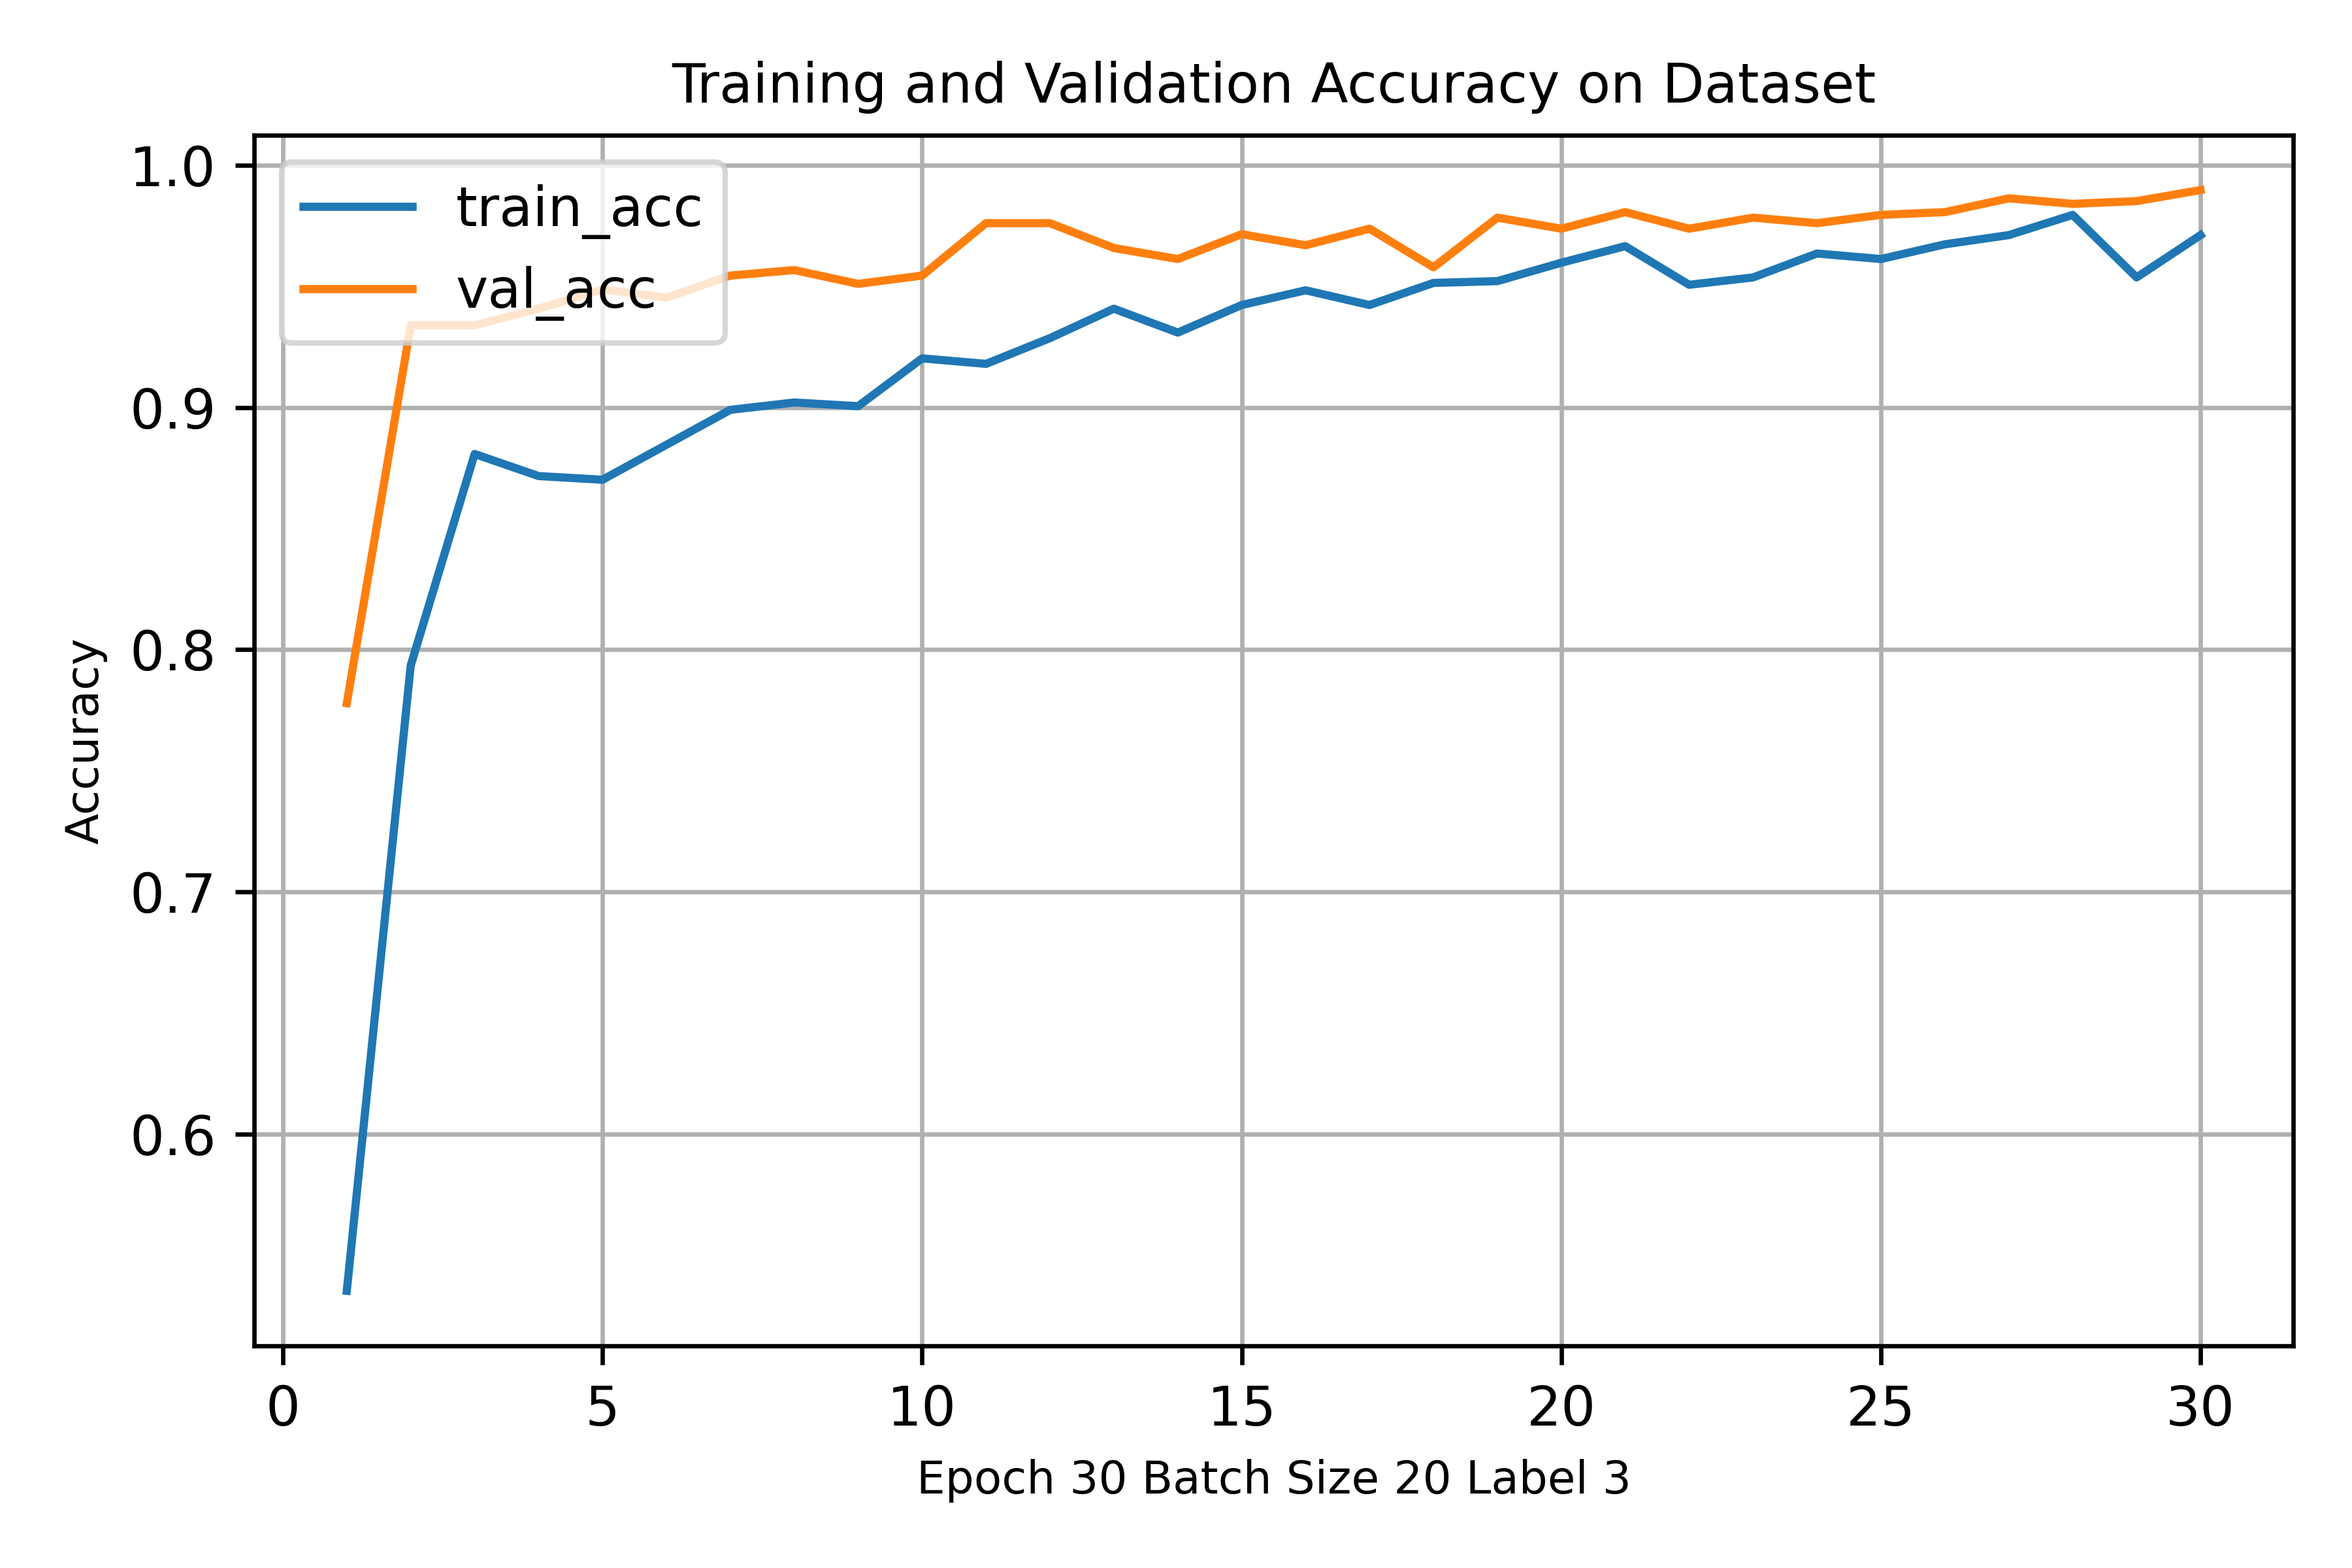 Training and Validation Accuracy on Dataset
1.0
0.9
0.8
0.7
0.6
Accuracy
train_acc
val_acc
0 5 10 15 20 25 30
Epoch 30 Batch Size 20 Label 3